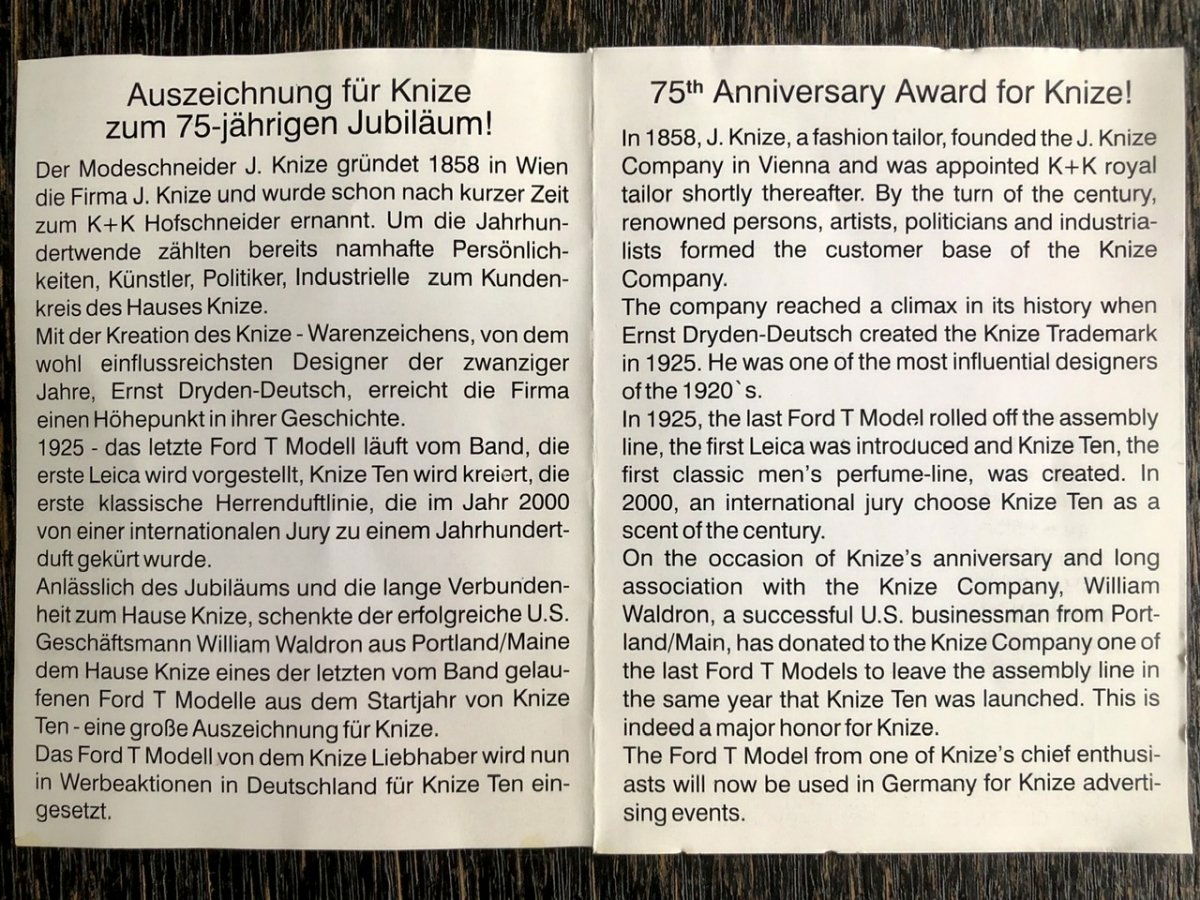 Auszeichnung für Knize
zum 75-jährigen Jubiläum!
Der Modeschneider J. Knize gründet 1858 in Wien
die Firma J. Knize und wurde schon nach kurzer Zeit
zum K+K Hofschneider ernannt. Um die Jahrhun-
dertwende zählten bereits namhafte Persönlich-
keiten, Künstler, Politiker, Industrielle zum Kunden-
kreis des Hauses Knize.
Mit der Kreation des Knize - Warenzeichens, von dem
wohl einflussreichsten Designer der zwanziger
Jahre, Ernst Dryden-Deutsch, erreicht die Firma
einen Höhepunkt in ihrer Geschichte.
1925 - das letzte Ford T Modell läuft vom Band, die
erste Leica wird vorgestellt, Knize Ten wird kreiert, die
erste klassische Herrenduftlinie, die im Jahr 2000
von einer internationalen Jury zu einem Jahrhundert-
duft gekürt wurde.
Anlässlich des Jubiläums und die lange Verbunden-
heit zum Hause Knize, schenkte der erfolgreiche U.S.
Geschäftsmann William Waldron aus Portland/Maine
dem Hause Knize eines der letzten vom Band gelau-
fenen Ford T Modelle aus dem Startjahr von Knize
Ten - eine große Auszeichnung für Knize.
Das Ford T Modell von dem Knize Liebhaber wird nun
in Werbeaktionen in Deutschland für Knize Ten ein-
gesetzt.
75th Anniversary Award for Knize!
In 1858, J. Knize, a fashion tailor, founded the J. Knize
Company in Vienna and was appointed K+K royal
tailor shortly thereafter. By the turn of the century,
renowned persons, artists, politicians and industria-
lists formed the customer base of the Knize
Company.
The company reached a climax in its history when
Ernst Dryden-Deutsch created the Knize Trademark
in 1925. He was one of the most influential designers
of the 1920`s.
In 1925, the last Ford T Model rolled off the assembly
line, the first Leica was introduced and Knize Ten, the
first classic men's perfume-line, was created. In
2000, an international jury choose Knize Ten as a
scent of the century.
On the occasion of Knize's anniversary and long
association with the Knize Company, William
Waldron, a successful U.S. businessman from Port-
land/Main, has donated to the Knize Company one of
the last Ford T Models to leave the assembly line in
the same year that Knize Ten was launched. This is
indeed a major honor for Knize.
The Ford T Model from one of Knize's chief enthusi-
asts will now be used in Germany for Knize adverti-
sing events.